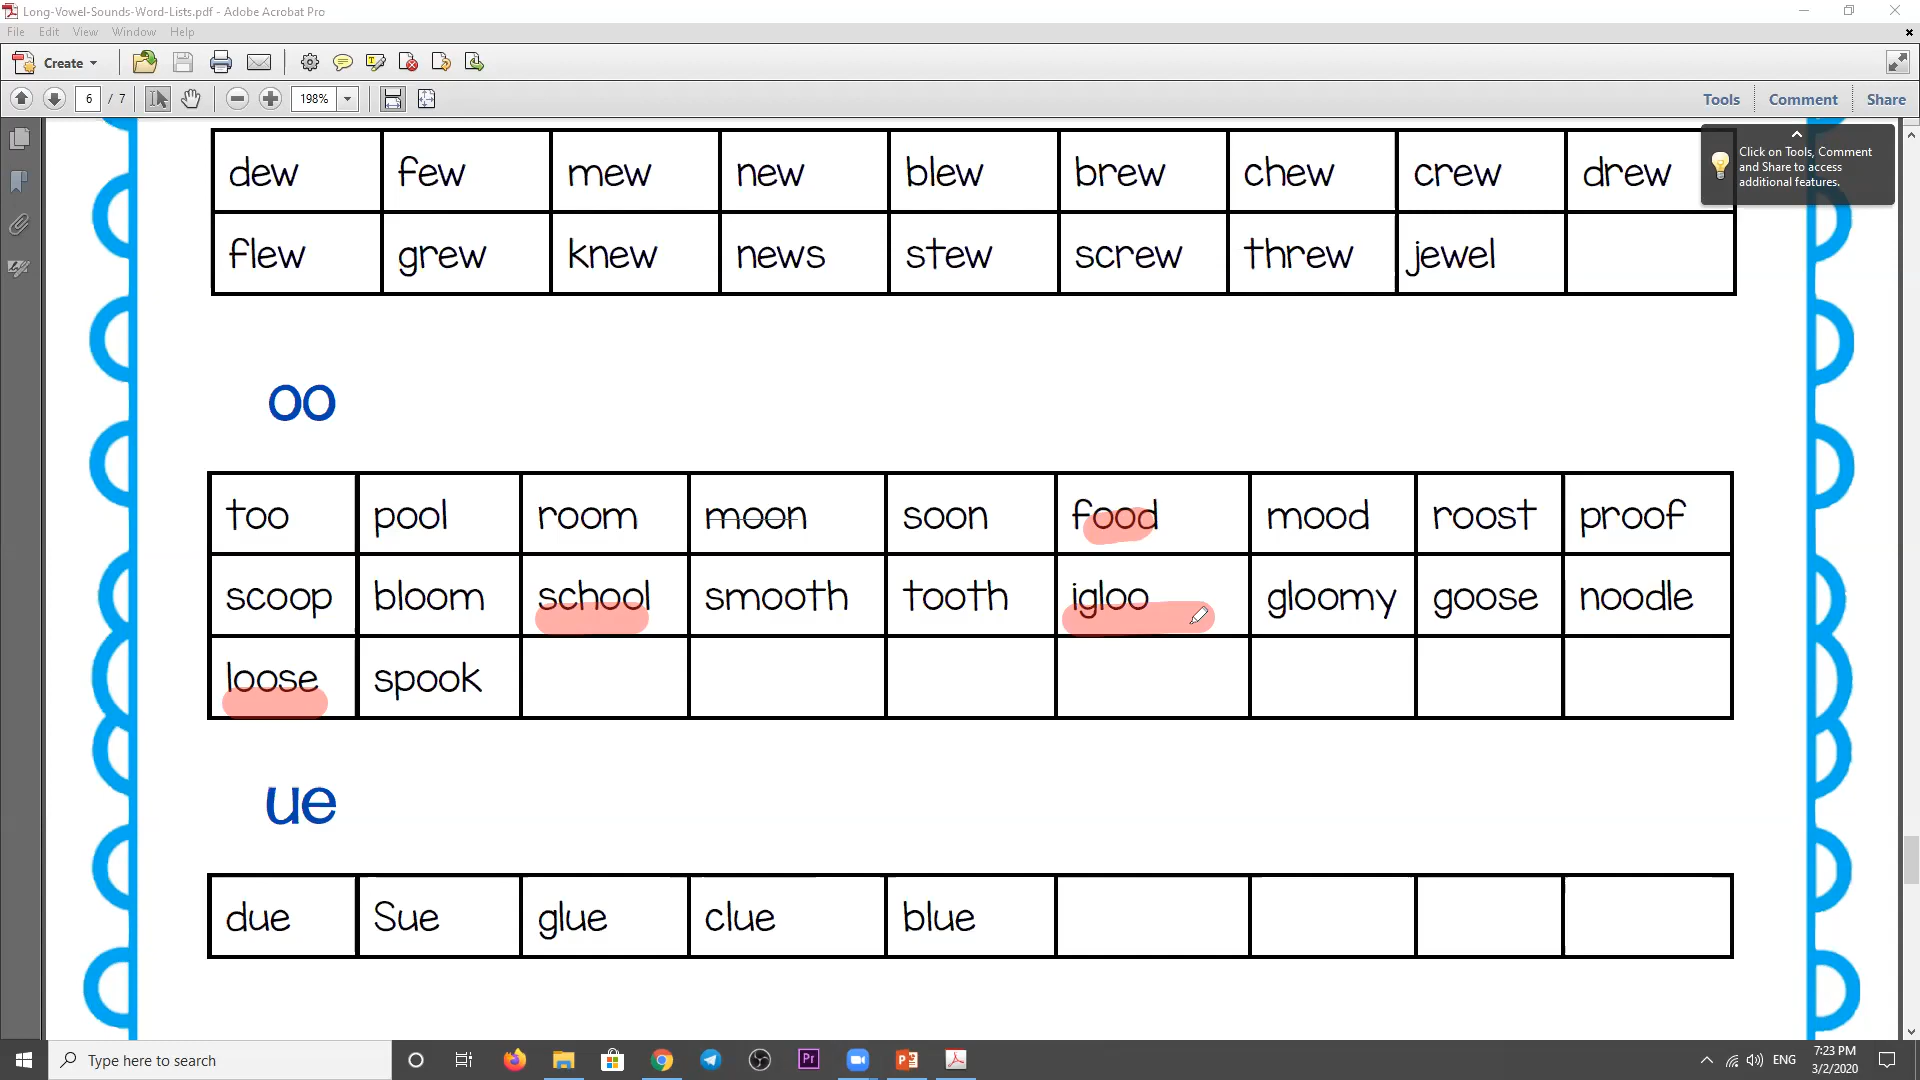 Long-Vowel-Sounds-Word-Lists.pdf - Adobe Acrobat Pro
File Edit View Window Help
Create
6 / 7 198% Tools Comment Share
Click on Tools, Comment
and Share to access
additional features.
dew few mew new blew brew chew crew drew
flew grew knew news stew screw threw jewel
oo
too pool room moon soon food mood roost proof
scoop bloom school smooth tooth igloo gloomy goose noodle
loose spook
ue
due Sue glue clue blue
Type here to search
Pr
ENG
7:23 PM
3/2/2020